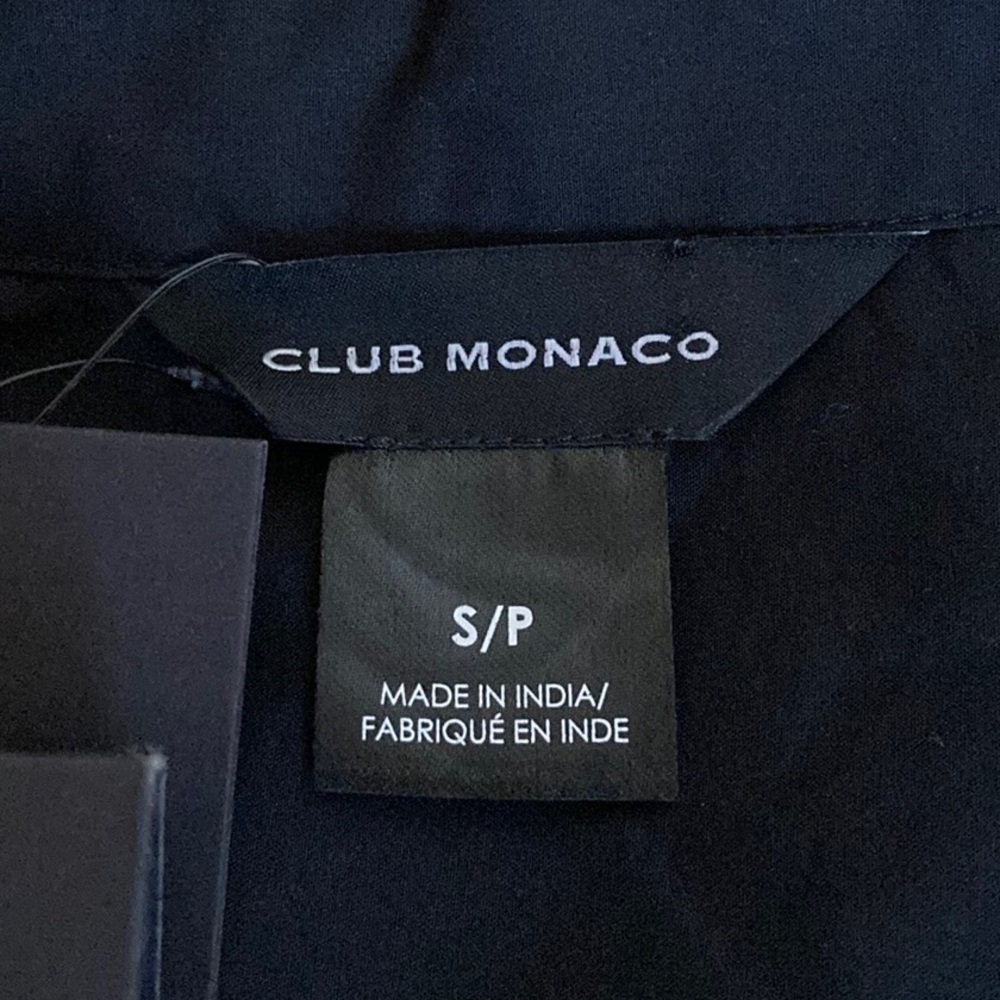 CLUB MONACO
S/P
MADE IN INDIA/
FABRIQUÉ EN INDE